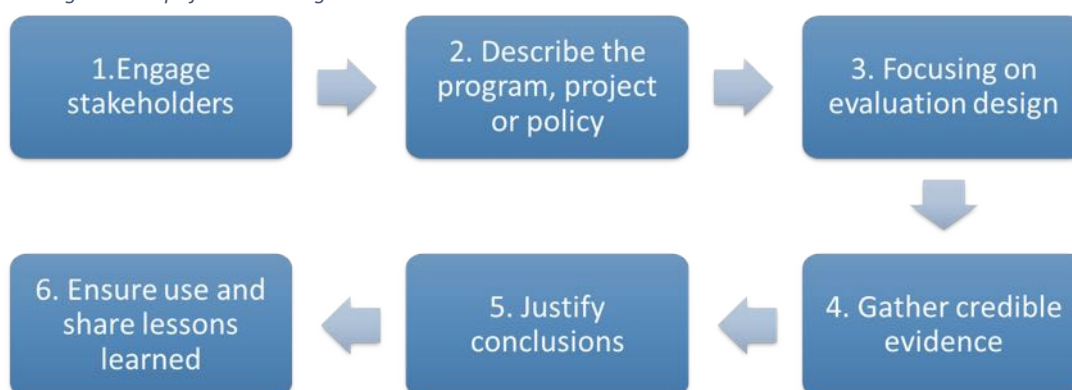 1.Engage
stakeholders
2. Describe the
program, project
or policy
3. Focusing on
evaluation design
4. Gather credible
evidence
5. Justify
conclusions
6. Ensure use and
share lessons
learned